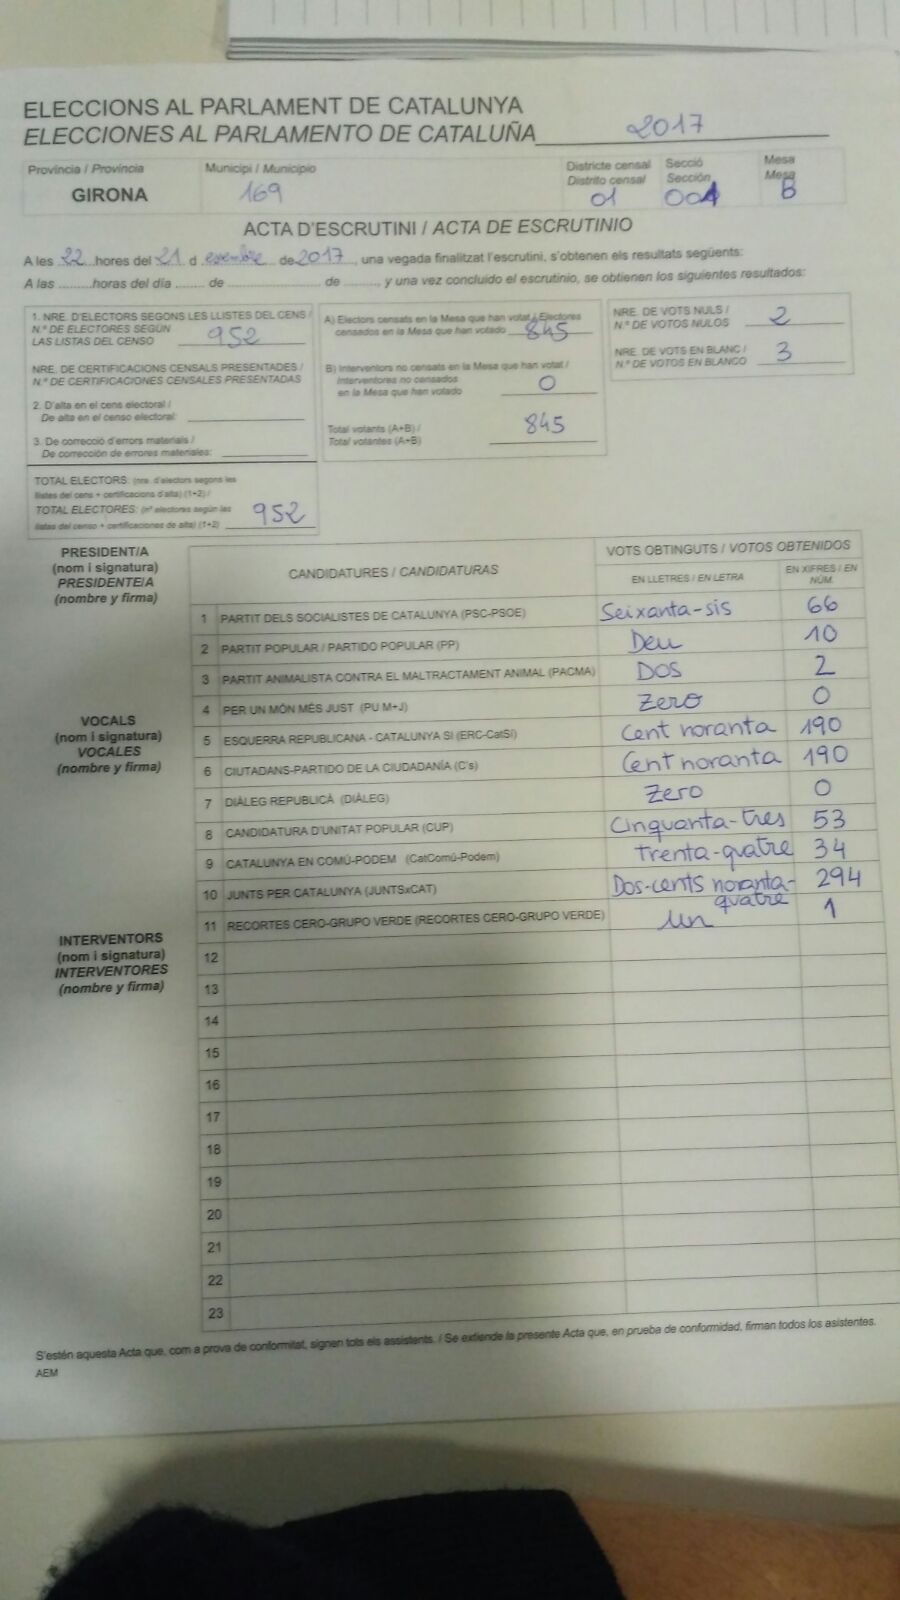 ELECCIONS AL PARLAMENT DE CATALUNYA
ELECCIONES AL PARLAMENTO DE CATALUÑA 2017
Província / Provincia
GIRONA
Municipi / Municipio
169
Districte censal
Distrito censal
01
Secció
Sección
001
Mesa
Mesa
B
ACTA D'ESCRUTINI / ACTA DE ESCRUTINIO
A les 22 hores del 21 d esembre de 2017, una vegada finalitzat l'escrutini, s'obtenen els resultats següents:
A las ..........horas del día ........ de ............................ de ........., y una vez concluido el escrutinio, se obtienen los siguientes resultados:
1. NRE. D'ELECTORS SEGONS LES LLISTES DEL CENS /
N.º DE ELECTORES SEGÚN
LAS LISTAS DEL CENSO 952
NRE. DE CERTIFICACIONS CENSALS PRESENTADES /
N.º DE CERTIFICACIONES CENSALES PRESENTADAS
2. D'alta en el cens electoral /
De alta en el censo electoral:
3. De correcció d'errors materials /
De corrección de errores materiales:
TOTAL ELECTORS: (nre. d'electors segons les
llistes del cens + certificacions d'alta) (1+2) /
TOTAL ELECTORES: (nº electores según las
listas del censo + certificaciones de alta) (1+2) 952
A) Electors censats en la Mesa que han votat / Electores
censados en la Mesa que han votado 845
B) Interventors no censats en la Mesa que han votat /
Interventores no censados
en la Mesa que han votado 0
Total votants (A+B) /
Total votantes (A+B) 845
NRE. DE VOTS NULS /
N.º DE VOTOS NULOS 2
NRE. DE VOTS EN BLANC /
N.º DE VOTOS EN BLANCO 3
PRESIDENT/A
(nom i signatura)
PRESIDENTE/A
(nombre y firma)
VOCALS
(nom i signatura)
VOCALES
(nombre y firma)
INTERVENTORS
(nom i signatura)
INTERVENTORES
(nombre y firma)
CANDIDATURES / CANDIDATURAS
VOTS OBTINGUTS / VOTOS OBTENIDOS
EN LLETRES / EN LETRA
EN XIFRES / EN
NÚM.
1 PARTIT DELS SOCIALISTES DE CATALUNYA (PSC-PSOE) Seixanta-sis 66
2 PARTIT POPULAR / PARTIDO POPULAR (PP) Deu 10
3 PARTIT ANIMALISTA CONTRA EL MALTRACTAMENT ANIMAL (PACMA) DOS 2
4 PER UN MÓN MÉS JUST (PU M+J) Zero 0
5 ESQUERRA REPUBLICANA - CATALUNYA SÍ (ERC-CatSí) Cent noranta 190
6 CIUTADANS-PARTIDO DE LA CIUDADANÍA (C's) Cent noranta 190
7 DIÀLEG REPUBLICÀ (DIÀLEG) Zero 0
8 CANDIDATURA D'UNITAT POPULAR (CUP) Cinquanta-tres 53
9 CATALUNYA EN COMÚ-PODEM (CatComú-Podem) Trenta-quatre 34
10 JUNTS PER CATALUNYA (JUNTSxCAT) Dos-cents noranta-quatre 294
11 RECORTES CERO-GRUPO VERDE (RECORTES CERO-GRUPO VERDE) un 1
12
13
14
15
16
17
18
19
20
21
22
23
S'estén aquesta Acta que, com a prova de conformitat, signen tots els assistents. / Se extiende la presente Acta que, en prueba de conformidad, firman todos los asistentes.
AEM